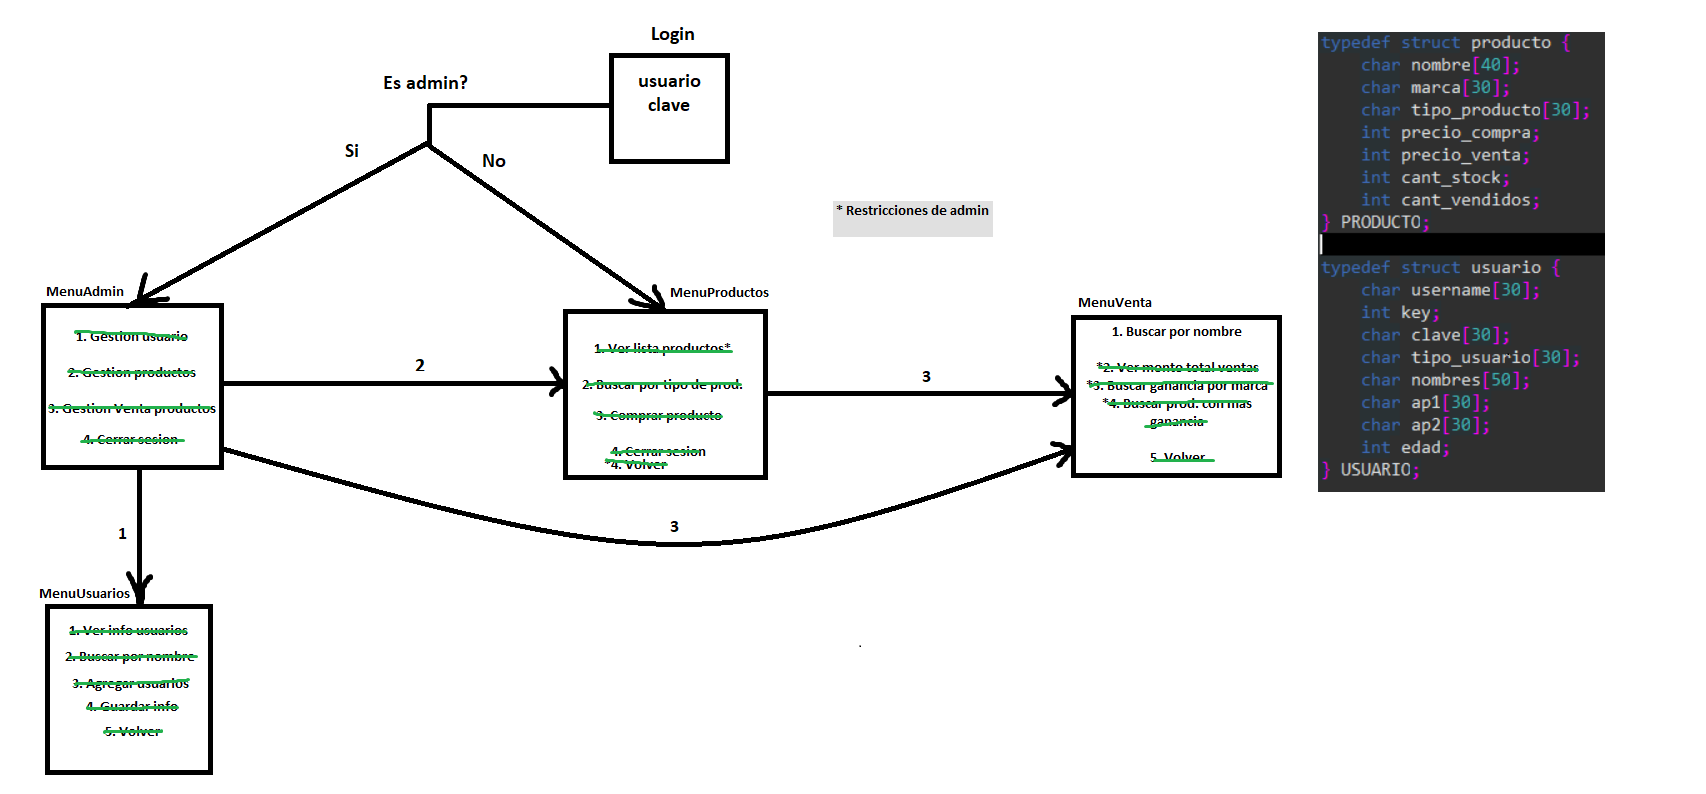 Login
usuario
clave
Es admin?
Si
No
* Restricciones de admin
MenuAdmin
1. Gestion usuario
2. Gestion productos
3. Gestion Venta productos
4. Cerrar sesion
2
MenuProductos
1. Ver lista productos*
2. Buscar por tipo de prod.
*3. Comprar producto
4. Cerrar sesion
*4. Volver
3
MenuVenta
1. Buscar por nombre
*2. Ver monto total ventas
*3. Buscar ganancia por marca
*4. Buscar prod. con mas
ganancia
5. Volver
3
1
MenuUsuarios
1. Ver info usuarios
2. Buscar por nombre
3. Agregar usuarios
4. Guardar info
5. Volver
typedef struct producto {
char nombre[40];
char marca[30];
char tipo_producto[30];
int precio_compra;
int precio_venta;
int cant_stock;
int cant_vendidos;
} PRODUCTO;
typedef struct usuario {
char username[30];
int key;
char clave[30];
char tipo_usuario[30];
char nombres[50];
char ap1[30];
char ap2[30];
int edad;
} USUARIO;